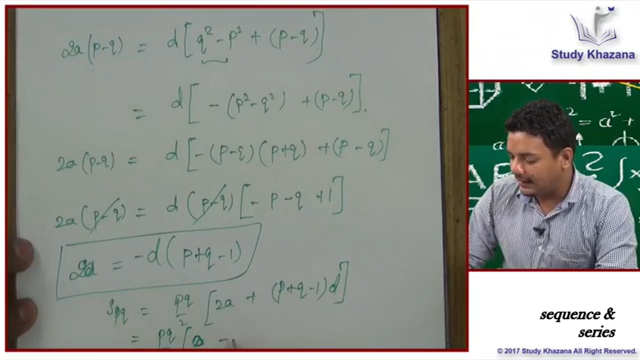 2a(p-q) = d[q² - p² + (p-q)]
= d[-(p²-q²) + (p-q)].
2a(p-q) = d[-(p-q)(p+q) + (p-q)]
2a(p-q) = d(p-q)[-p-q+1]
2a = -d(p+q-1)
Spq = pq/2 [2a + (p+q-1)d]
= pq [
Study Khazana
sequence &
series
© 2017 Study Khazana. All Right Reserved.